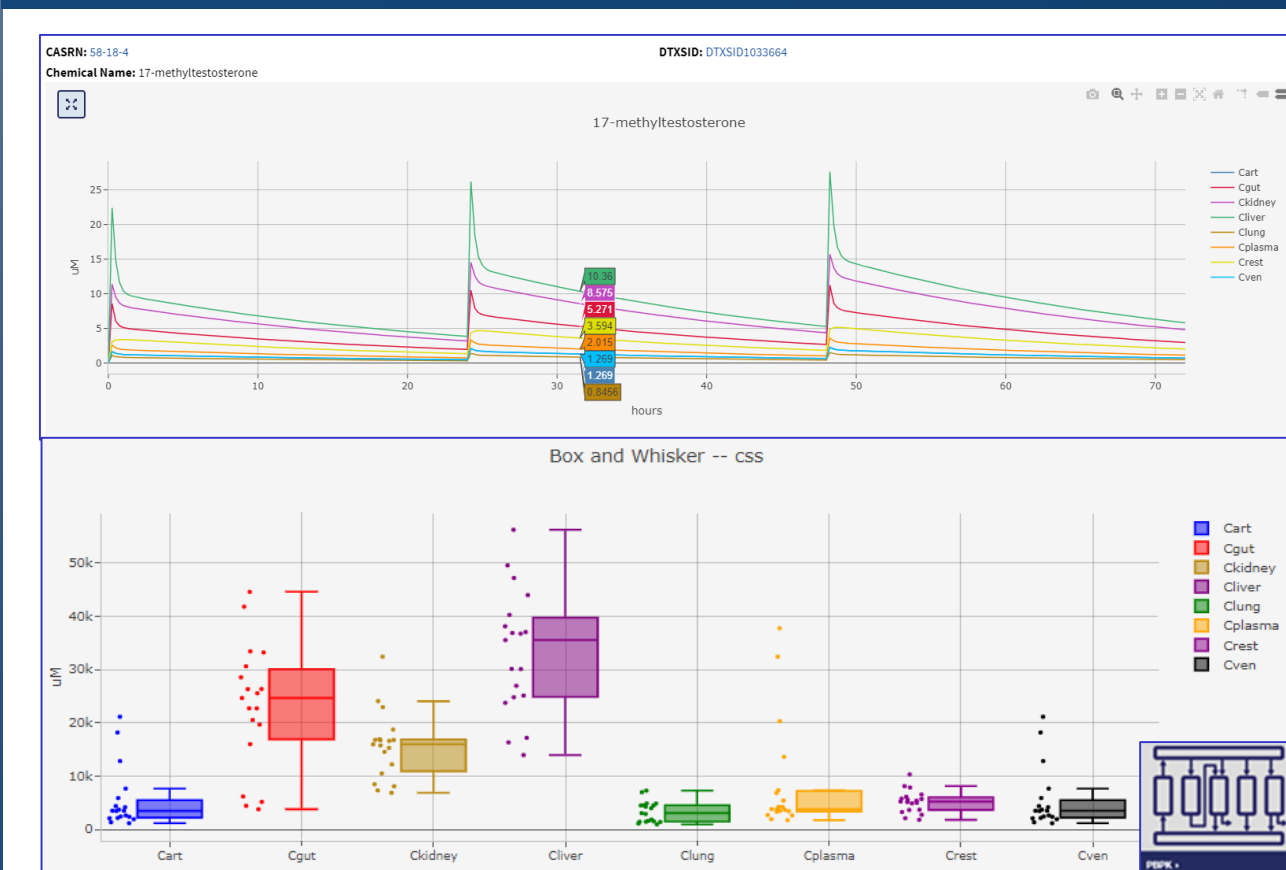 CASRN: 58-18-4 DTXSID: DTXSID1033664
Chemical Name: 17-methyltestosterone
17-methyltestosterone
25
20
15
10
5
0
uM
10.36
8.575
5.271
3.594
2.015
1.269
1.269
0.8456
0 10 20 30 40 50 60 70
hours
Cart
Cgut
Ckidney
Cliver
Clung
Cplasma
Crest
Cven
Box and Whisker -- css
50k
40k
30k
20k
10k
0
uM
Cart Cgut Ckidney Cliver Clung Cplasma Crest Cven
Cart
Cgut
Ckidney
Cliver
Clung
Cplasma
Crest
Cven
PBPK